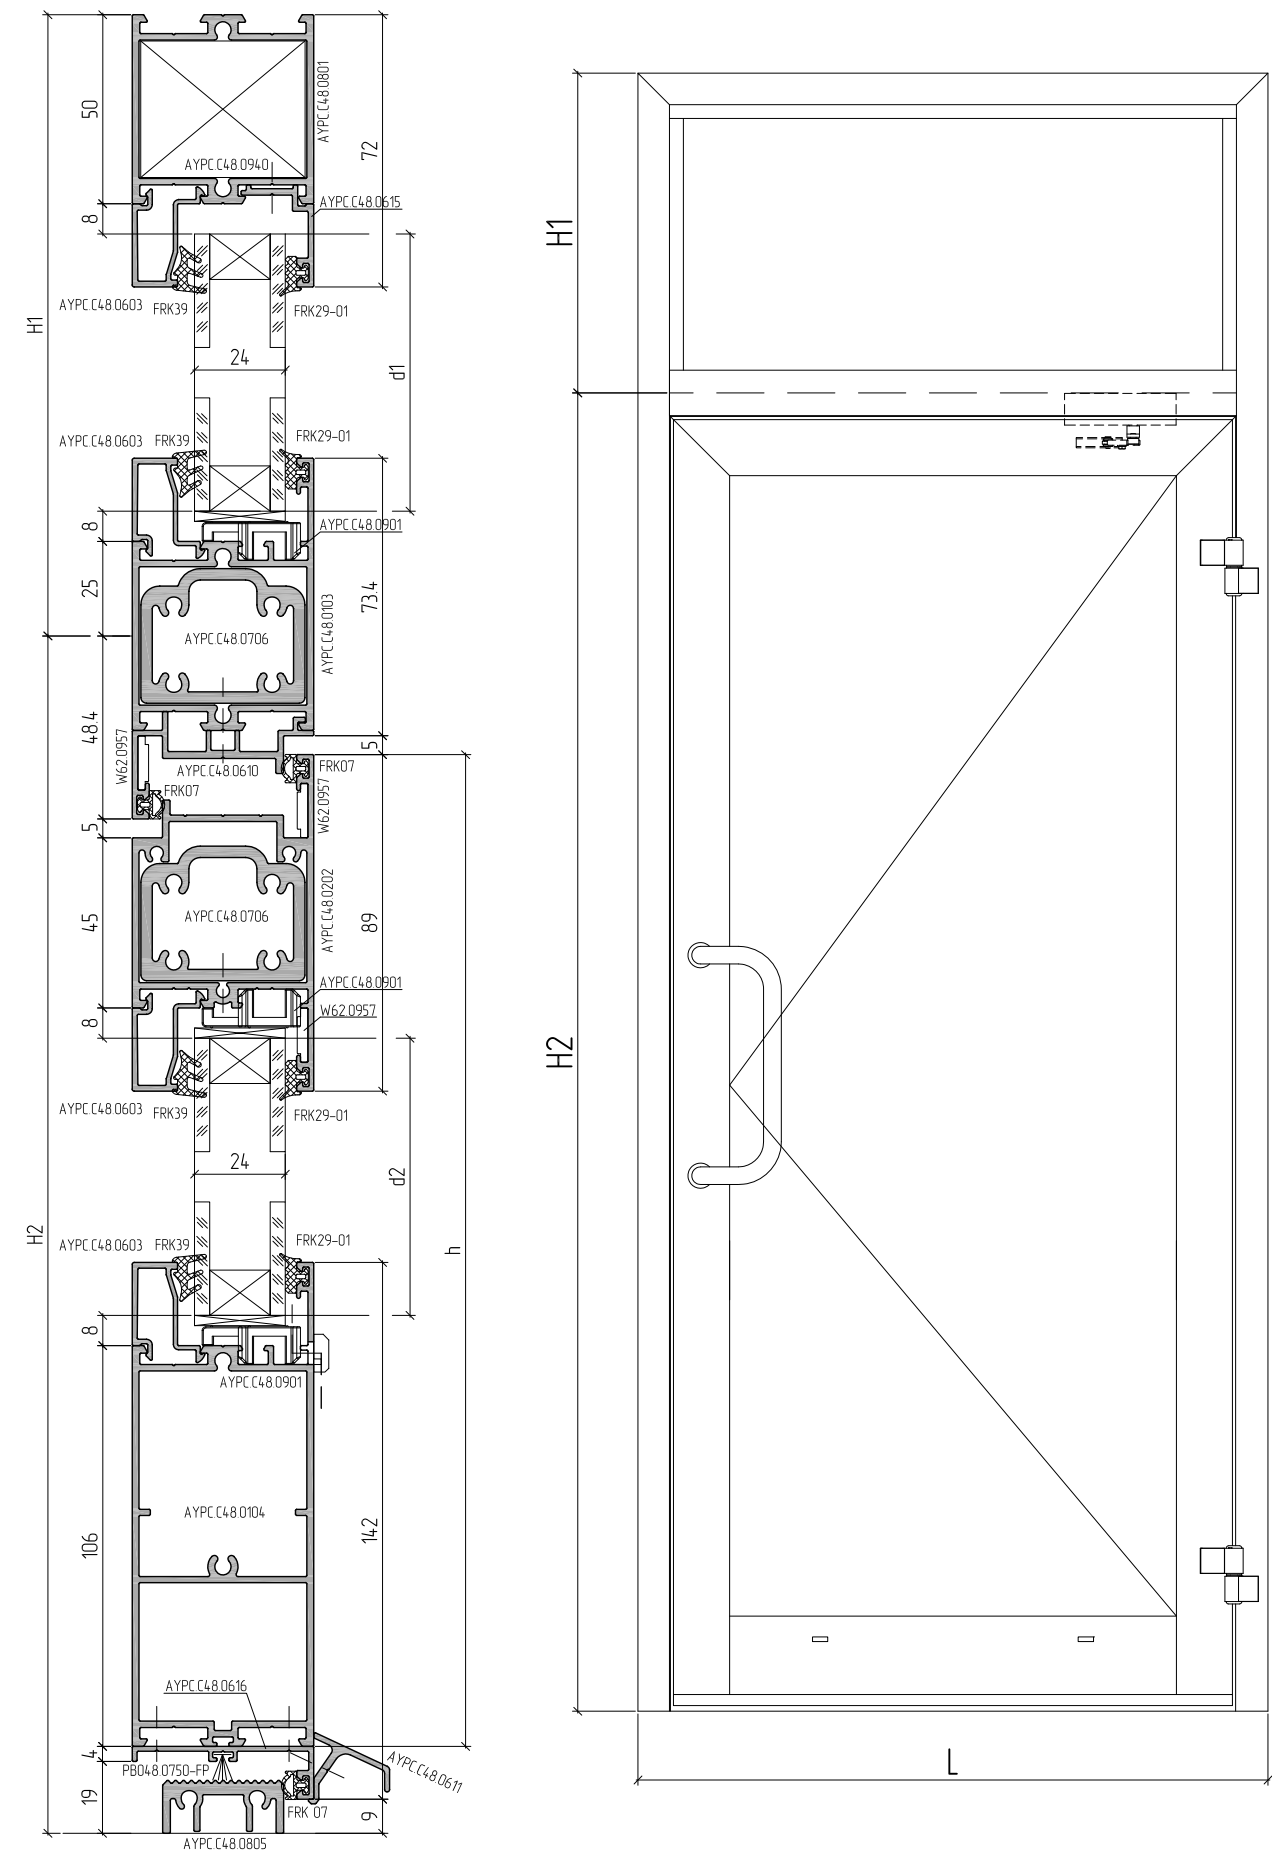 50
72
AYPC.C48.0801
AYPC.C48.0940
AYPC.C48.0615
8
AYPC.C48.0603
FRK39
FRK29-01
H1
24
d1
AYPC.C48.0603
FRK39
FRK29-01
8
AYPC.C48.0901
25
73.4
AYPC.C48.0103
AYPC.C48.0706
48.4
W62.0957
5
AYPC.C48.0610
FRK07
FRK07
W62.0957
5
45
AYPC.C48.0706
AYPC.C48.0202
89
AYPC.C48.0901
8
W62.0957
AYPC.C48.0603
FRK39
FRK29-01
24
d2
H2
h
AYPC.C48.0603
FRK39
FRK29-01
8
AYPC.C48.0901
106
AYPC.C48.0104
142
AYPC.C48.0616
4
PB048.0750-FP
AYPC.C48.0611
19
FRK 07
9
AYPC.C48.0805
H1
H2
L